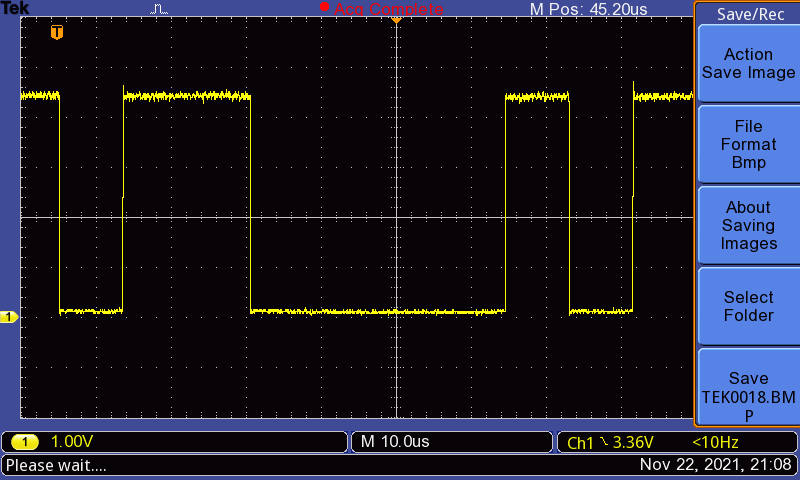 Tek
Acq Complete
M Pos: 45.20us
Save/Rec
T
Action
Save Image
File
Format
Bmp
About
Saving
Images
Select
Folder
Save
TEK0018.BM
P
1
1 1.00V
M 10.0us
Ch1 3.36V
<10Hz
Please wait....
Nov 22, 2021, 21:08